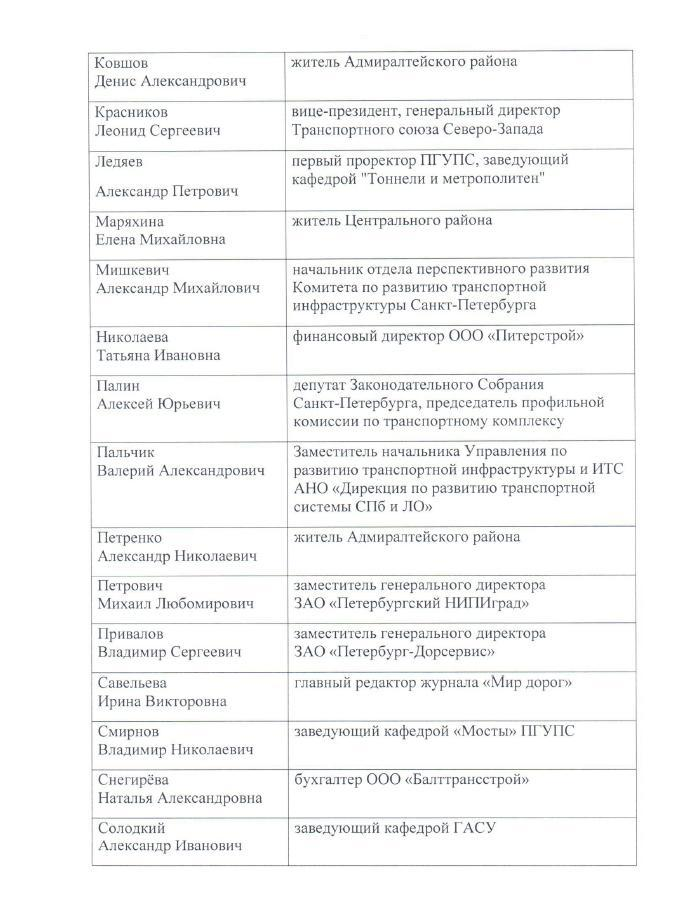 Ковшов
Денис Александрович
житель Адмиралтейского района
Красников
Леонид Сергеевич
вице-президент, генеральный директор
Транспортного союза Северо-Запада
Ледяев
Александр Петрович
первый проректор ПГУПС, заведующий
кафедрой "Тоннели и метрополитен"
Маряхина
Елена Михайловна
житель Центрального района
Мишкевич
Александр Михайлович
начальник отдела перспективного развития
Комитета по развитию транспортной
инфраструктуры Санкт-Петербурга
Николаева
Татьяна Ивановна
финансовый директор ООО «Питерстрой»
Палин
Алексей Юрьевич
депутат Законодательного Собрания
Санкт-Петербурга, председатель профильной
комиссии по транспортному комплексу
Пальчик
Валерий Александрович
Заместитель начальника Управления по
развитию транспортной инфраструктуры и ИТС
АНО «Дирекция по развитию транспортной
системы СПб и ЛО»
Петренко
Александр Николаевич
житель Адмиралтейского района
Петрович
Михаил Любомирович
заместитель генерального директора
ЗАО «Петербургский НИПИград»
Привалов
Владимир Сергеевич
заместитель генерального директора
ЗАО «Петербург-Дорсервис»
Савельева
Ирина Викторовна
главный редактор журнала «Мир дорог»
Смирнов
Владимир Николаевич
заведующий кафедрой «Мосты» ПГУПС
Снегирёва
Наталья Александровна
бухгалтер ООО «Балттрансстрой»
Солодкий
Александр Иванович
заведующий кафедрой ГАСУ